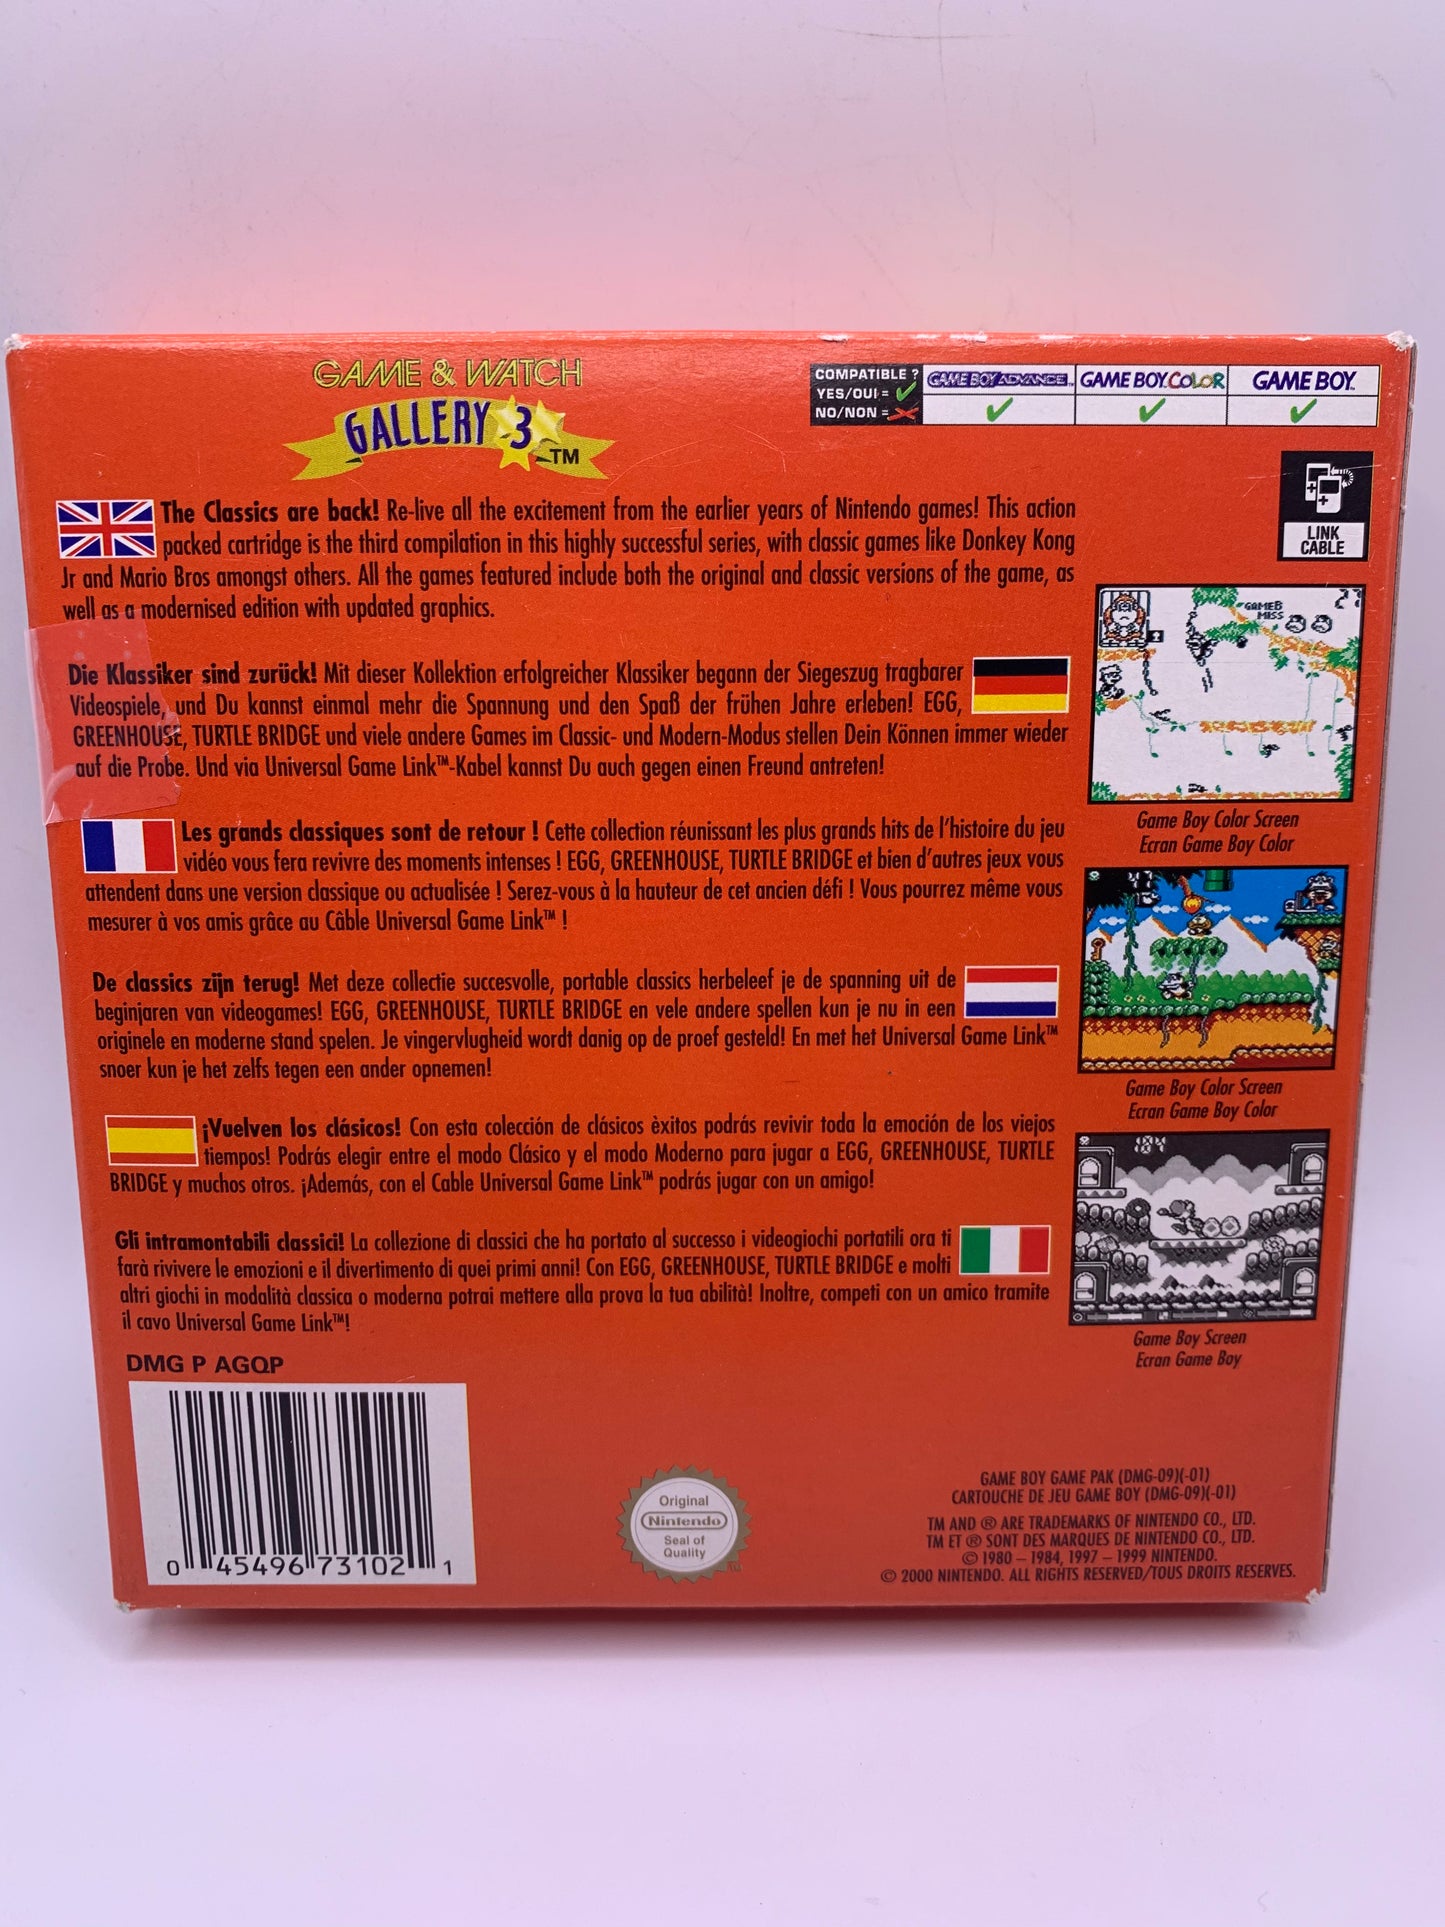 GAME & WATCH
GALLERY 3 TM
COMPATIBLE ?
YES/OUI =
NO/NON =
GAME BOY ADVANCE
GAME BOY COLOR
GAME BOY
LINK
CABLE
The Classics are back! Re-live all the excitement from the earlier years of Nintendo games! This action
packed cartridge is the third compilation in this highly successful series, with classic games like Donkey Kong
Jr and Mario Bros amongst others. All the games featured include both the original and classic versions of the game, as
well as a modernised edition with updated graphics.
Die Klassiker sind zurück! Mit dieser Kollektion erfolgreicher Klassiker begann der Siegeszug tragbarer
Videospiele, und Du kannst einmal mehr die Spannung und den Spaß der frühen Jahre erleben! EGG,
GREENHOUSE, TURTLE BRIDGE und viele andere Games im Classic- und Modern-Modus stellen Dein Können immer wieder
auf die Probe. Und via Universal Game Link™-Kabel kannst Du auch gegen einen Freund antreten!
Les grands classiques sont de retour ! Cette collection réunissant les plus grands hits de l'histoire du jeu
vidéo vous fera revivre des moments intenses ! EGG, GREENHOUSE, TURTLE BRIDGE et bien d'autres jeux vous
attendent dans une version classique ou actualisée ! Serez-vous à la hauteur de cet ancien défi ! Vous pourrez même vous
mesurer à vos amis grâce au Câble Universal Game Link™ !
De classics zijn terug! Met deze collectie succesvolle, portable classics herbeleef je de spanning uit de
beginjaren van videogames! EGG, GREENHOUSE, TURTLE BRIDGE en vele andere spellen kun je nu in een
originele en moderne stand spelen. Je vingervlugheid wordt danig op de proef gesteld! En met het Universal Game Link™
snoer kun je het zelfs tegen een ander opnemen!
¡Vuelven los clásicos! Con esta colección de clásicos èxitos podrás revivir toda la emoción de los viejos
tiempos! Podrás elegir entre el modo Clásico y el modo Moderno para jugar a EGG, GREENHOUSE, TURTLE
BRIDGE y muchos otros. ¡Además, con el Cable Universal Game Link™ podrás jugar con un amigo!
Gli intramontabili classici! La collezione di classici che ha portato al successo i videogiochi portatili ora ti
farà rivivere le emozioni e il divertimento di quei primi anni! Con EGG, GREENHOUSE, TURTLE BRIDGE e molti
altri giochi in modalità classica o moderna potrai mettere alla prova la tua abilità! Inoltre, competi con un amico tramite
il cavo Universal Game Link™!
GAME B
MISS
Game Boy Color Screen
Ecran Game Boy Color
Game Boy Color Screen
Ecran Game Boy Color
Game Boy Screen
Ecran Game Boy
DMG P AGQP
0 45496 73102 1
Original
Nintendo
Seal of
Quality
GAME BOY GAME PAK (DMG-09)(-01)
CARTOUCHE DE JEU GAME BOY (DMG-09)(-01)
TM AND ® ARE TRADEMARKS OF NINTENDO CO., LTD.
TM ET ® SONT DES MARQUES DE NINTENDO CO., LTD.
© 1980 – 1984, 1997 – 1999 NINTENDO.
© 2000 NINTENDO. ALL RIGHTS RESERVED/TOUS DROITS RESERVES.